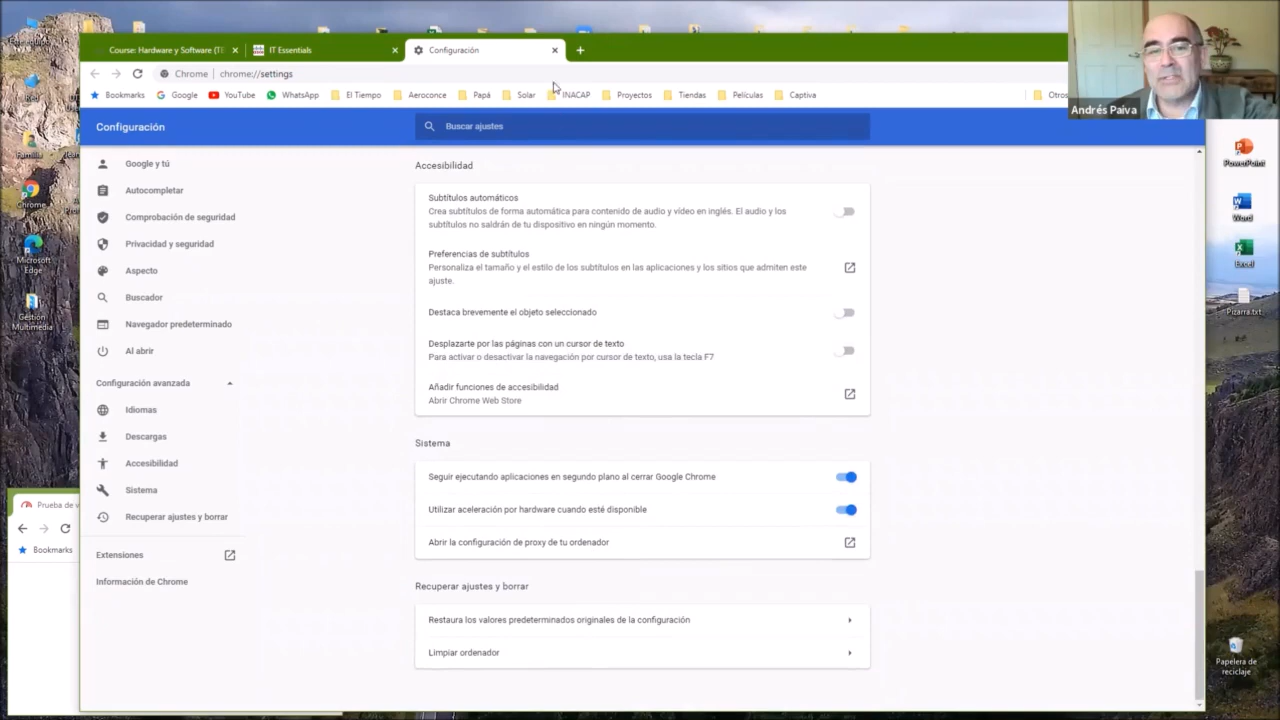 Course: Hardware y Software (TI
IT Essentials
Configuración
Andrés Paiva
Chrome
chrome://settings
Bookmarks
Google
YouTube
WhatsApp
El Tiempo
Aeroconce
Papá
Solar
INACAP
Proyectos
Tiendas
Películas
Captiva
Otros
Configuración
Buscar ajustes
Google y tú
Autocompletar
Comprobación de seguridad
Privacidad y seguridad
Aspecto
Buscador
Navegador predeterminado
Al abrir
Configuración avanzada
Idiomas
Descargas
Accesibilidad
Sistema
Recuperar ajustes y borrar
Extensiones
Información de Chrome
Accesibilidad
Subtítulos automáticos
Crea subtítulos de forma automática para contenido de audio y vídeo en inglés. El audio y los
subtítulos no saldrán de tu dispositivo en ningún momento.
Preferencias de subtítulos
Personaliza el tamaño y el estilo de los subtítulos en las aplicaciones y los sitios que admiten este
ajuste.
Destaca brevemente el objeto seleccionado
Desplazarte por las páginas con un cursor de texto
Para activar o desactivar la navegación por cursor de texto, usa la tecla F7
Añadir funciones de accesibilidad
Abrir Chrome Web Store
Sistema
Seguir ejecutando aplicaciones en segundo plano al cerrar Google Chrome
Utilizar aceleración por hardware cuando esté disponible
Abrir la configuración de proxy de tu ordenador
Recuperar ajustes y borrar
Restaura los valores predeterminados originales de la configuración
Limpiar ordenador
Red
Familia
Chrome
Microsoft
Edge
Gestión
Multimedia
Prueba de v
Bookmarks
PowerPoint
Word
Excel
Pizarra.txt
Papelera de
reciclaje